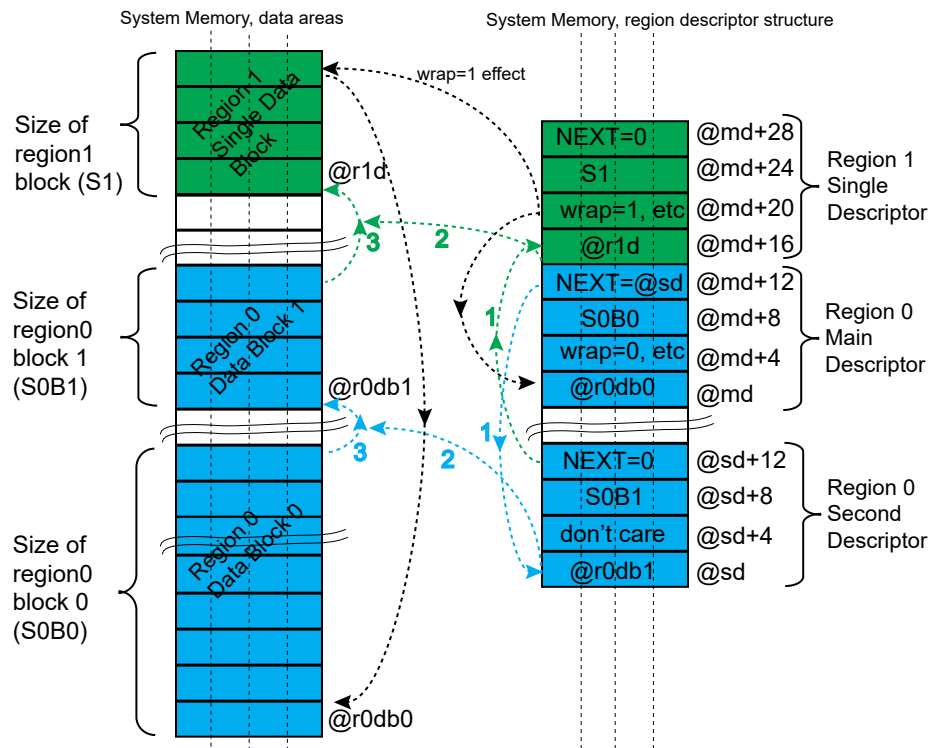 System Memory, data areas
System Memory, region descriptor structure
wrap=1 effect
Region 1
Single Data
Block
Size of
region1
block (S1)
@r1d
3
2
Size of
region0
block 1
(S0B1)
Region 0
Data Block 1
@r0db1
3
2
Size of
region0
block 0
(S0B0)
Region 0
Data Block 0
@r0db0
NEXT=0
@md+28
S1
@md+24
wrap=1, etc
@md+20
@r1d
@md+16
Region 1
Single
Descriptor
NEXT=@sd
@md+12
S0B0
@md+8
wrap=0, etc
@md+4
@r0db0
@md
Region 0
Main
Descriptor
1
1
NEXT=0
@sd+12
S0B1
@sd+8
don't care
@sd+4
@r0db1
@sd
Region 0
Second
Descriptor